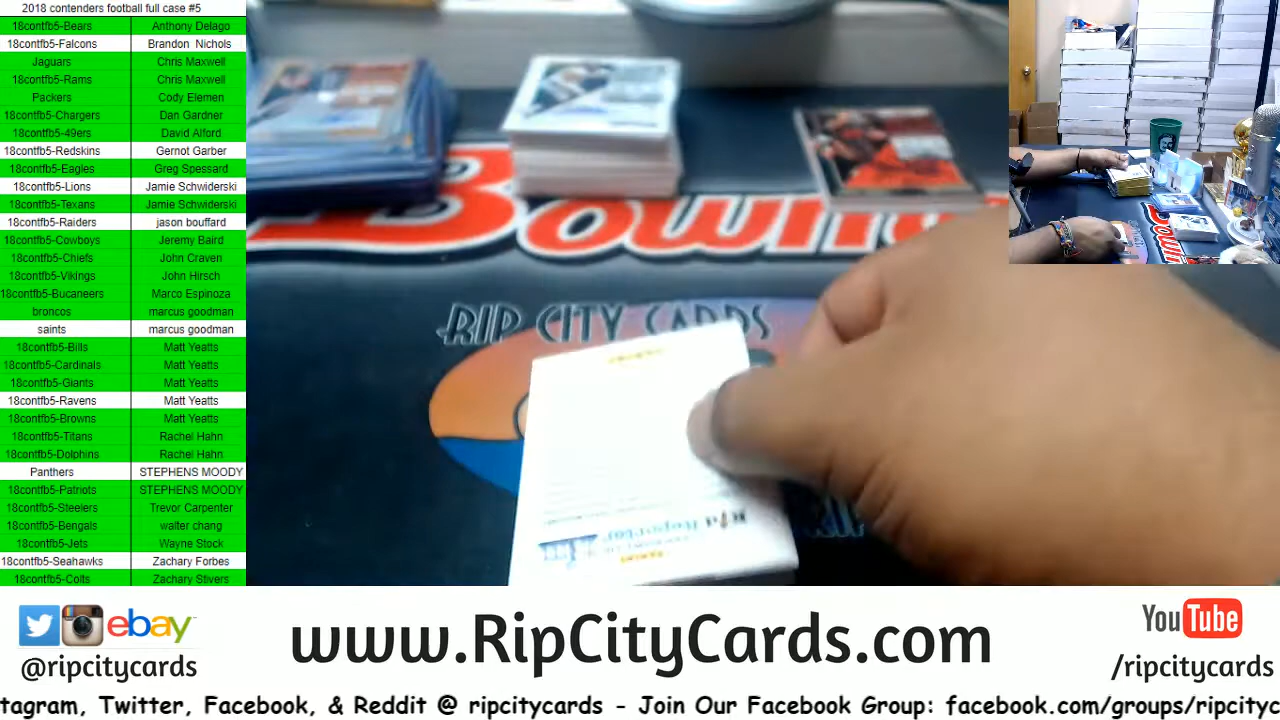 2018 contenders football full case #5
18contfb5-Bears Anthony Delago
18contfb5-Falcons Brandon Nichols
Jaguars Chris Maxwell
18contfb5-Rams Chris Maxwell
Packers Cody Elemen
18contfb5-Chargers Dan Gardner
18contfb5-49ers David Alford
18contfb5-Redskins Gernot Garber
18contfb5-Eagles Greg Spessard
18contfb5-Lions Jamie Schwiderski
18contfb5-Texans Jamie Schwiderski
18contfb5-Raiders jason bouffard
18contfb5-Cowboys Jeremy Baird
18contfb5-Chiefs John Craven
18contfb5-Vikings John Hirsch
18contfb5-Bucaneers Marco Espinoza
broncos marcus goodman
saints marcus goodman
18contfb5-Bills Matt Yeatts
18contfb5-Cardinals Matt Yeatts
18contfb5-Giants Matt Yeatts
18contfb5-Ravens Matt Yeatts
18contfb5-Browns Matt Yeatts
18contfb5-Titans Rachel Hahn
18contfb5-Dolphins Rachel Hahn
Panthers STEPHENS MOODY
18contfb5-Patriots STEPHENS MOODY
18contfb5-Steelers Trevor Carpenter
18contfb5-Bengals walter chang
18contfb5-Jets Wayne Stock
18contfb5-Seahawks Zachary Forbes
18contfb5-Colts Zachary Stivers
RIP CITY CARDS
RIP
ebay
@ripcitycards
www.RipCityCards.com
YouTube
/ripcitycards
tagram, Twitter, Facebook, & Reddit @ ripcitycards - Join Our Facebook Group: facebook.com/groups/ripcityc